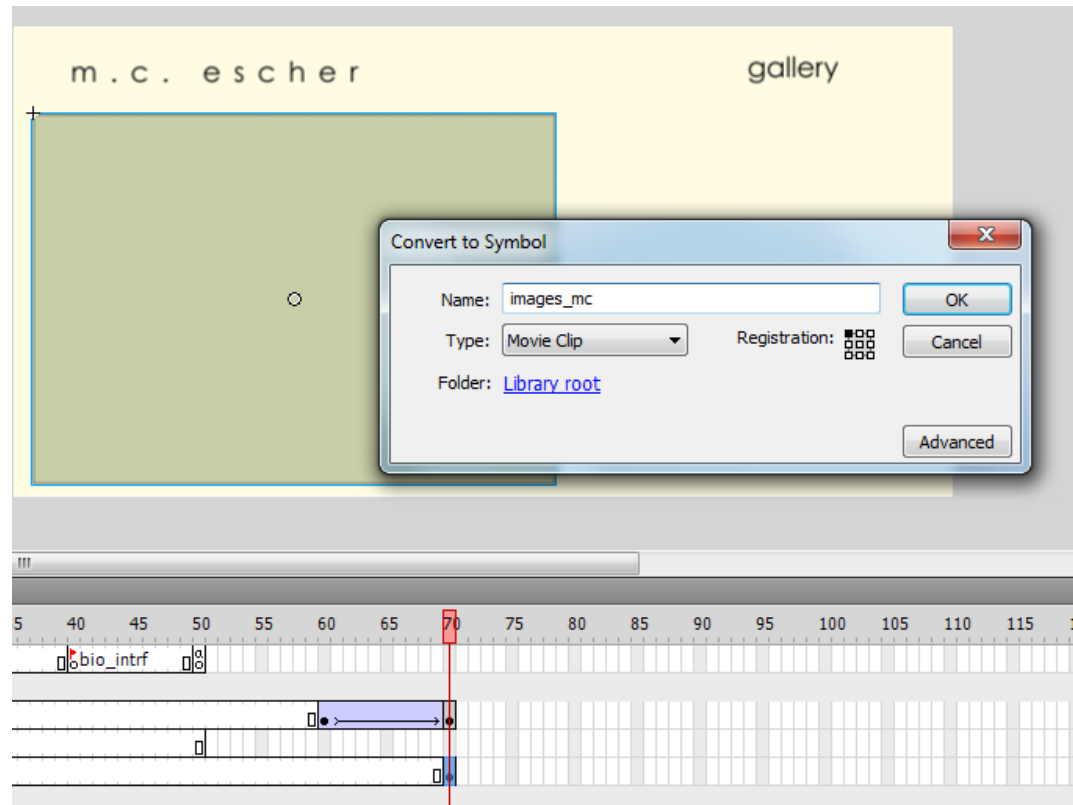 m.c. escher
gallery
Convert to Symbol
Name: images_mc
OK
Type: Movie Clip
Registration:
Cancel
Folder: Library root
Advanced
5 40 45 50 55 60 65 70 75 80 85 90 95 100 105 110 115 1
bio_intrf a